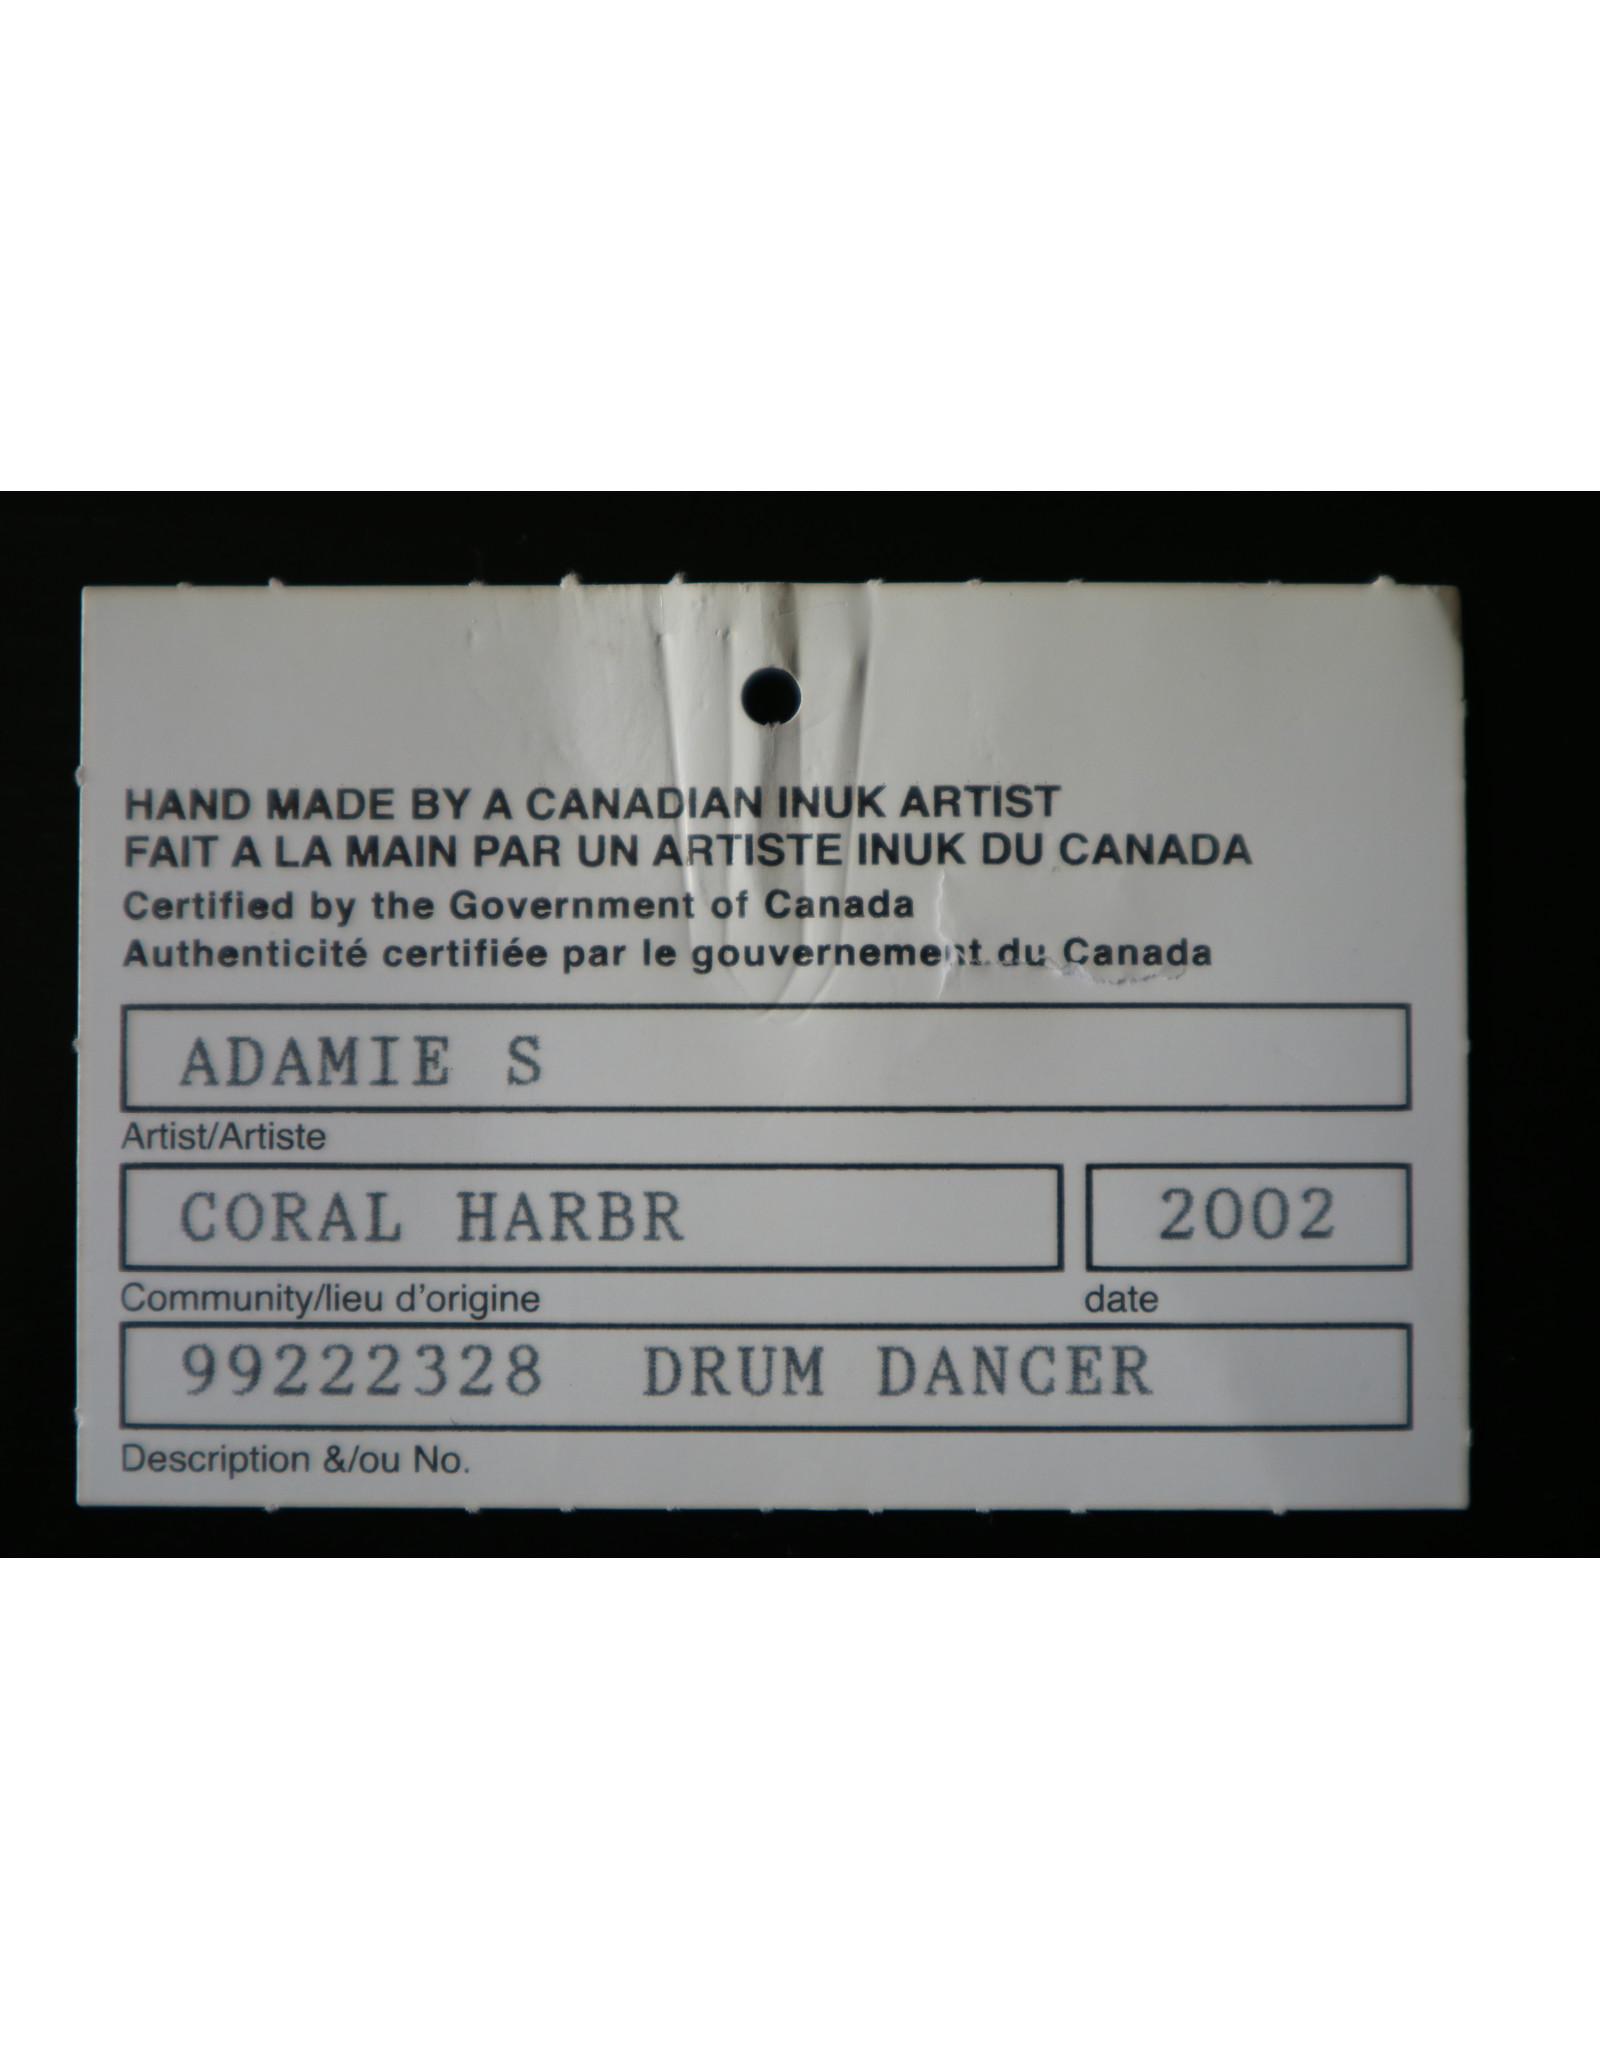 HAND MADE BY A CANADIAN INUK ARTIST
FAIT A LA MAIN PAR UN ARTISTE INUK DU CANADA
Certified by the Government of Canada
Authenticité certifiée par le gouvernement du Canada
ADAMIE S
Artist/Artiste
CORAL HARBR 2002
Community/lieu d'origine date
99222328 DRUM DANCER
Description &/ou No.